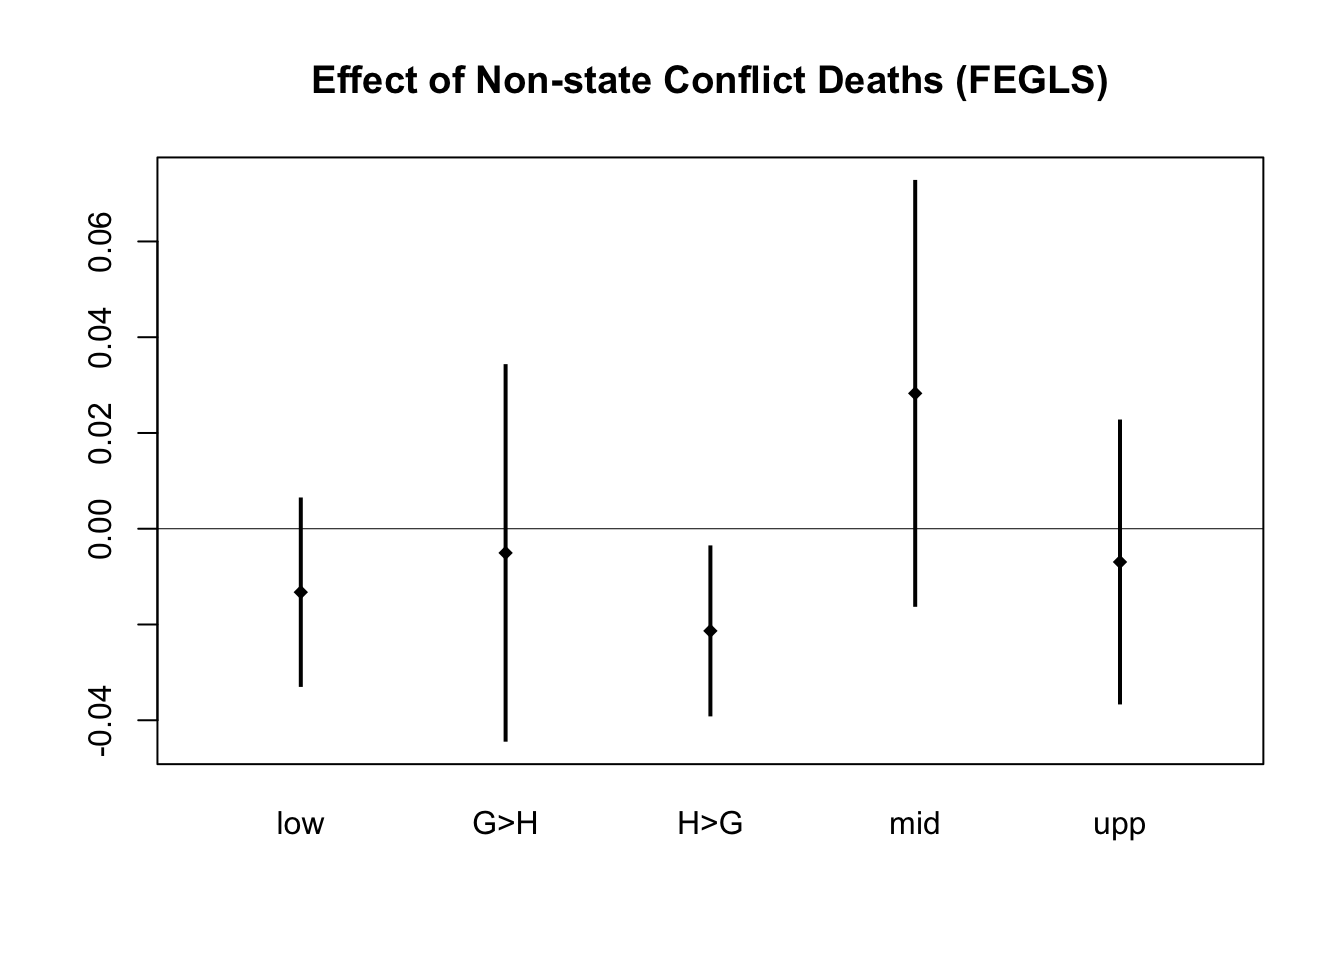 Effect of Non-state Conflict Deaths (FEGLS)
0.06
0.04
0.02
0.00
-0.04
low G>H H>G mid upp